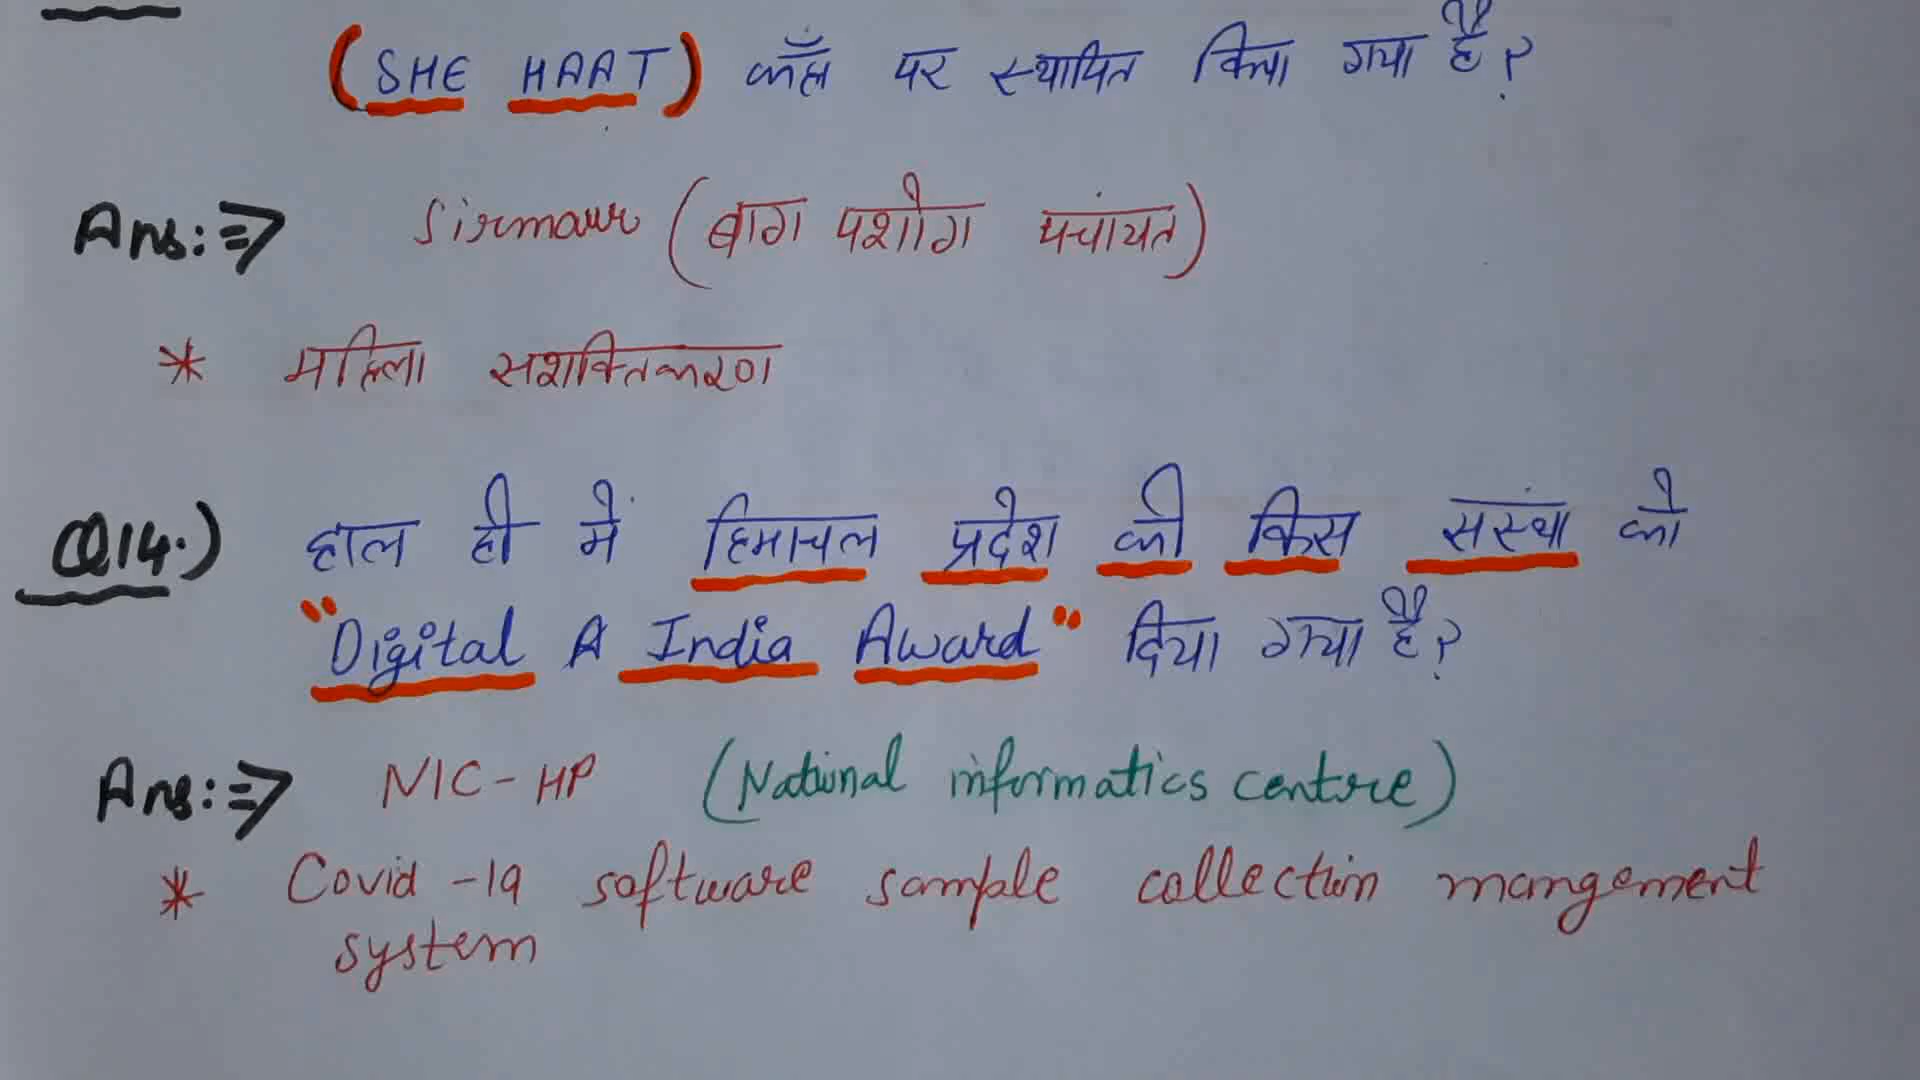 (SHE HAAT) कहाँ पर स्थापित किया गया है?
Ans:⇒ Sirmaur (बाग पशोग पचांयत)
* महिला सशक्तिकरण
Q14.) हाल ही में हिमाचल प्रदेश की किस संस्था को
"Digital A India Award" दिया गया है?
Ans:⇒ NIC-HP (National informatics centre)
* Covid -19 software sample collection mangement
system